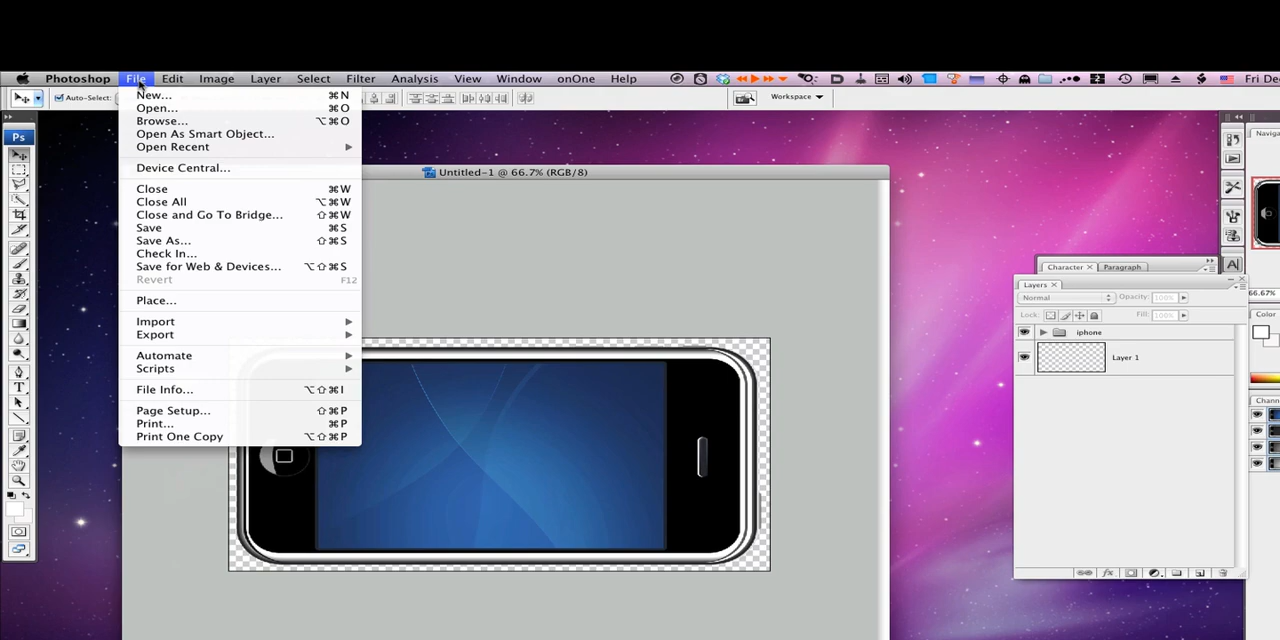 Photoshop File Edit Image Layer Select Filter Analysis View Window onOne Help Fri De
Auto-Select: Workspace
New... ⌘N
Open... ⌘O
Browse... ⌥⌘O
Open As Smart Object...
Open Recent
Device Central...
Close ⌘W
Close All ⌥⌘W
Close and Go To Bridge... ⇧⌘W
Save ⌘S
Save As... ⇧⌘S
Check In...
Save for Web & Devices... ⌥⇧⌘S
Revert F12
Place...
Import
Export
Automate
Scripts
File Info... ⌥⇧⌘I
Page Setup... ⇧⌘P
Print... ⌘P
Print One Copy ⌥⇧⌘P
Ps
Untitled-1 @ 66.7% (RGB/8)
Naviga
66.67%
Character Paragraph
Layers
Normal Opacity: 100%
Lock: Fill: 100%
iphone
Layer 1
Color
Chann